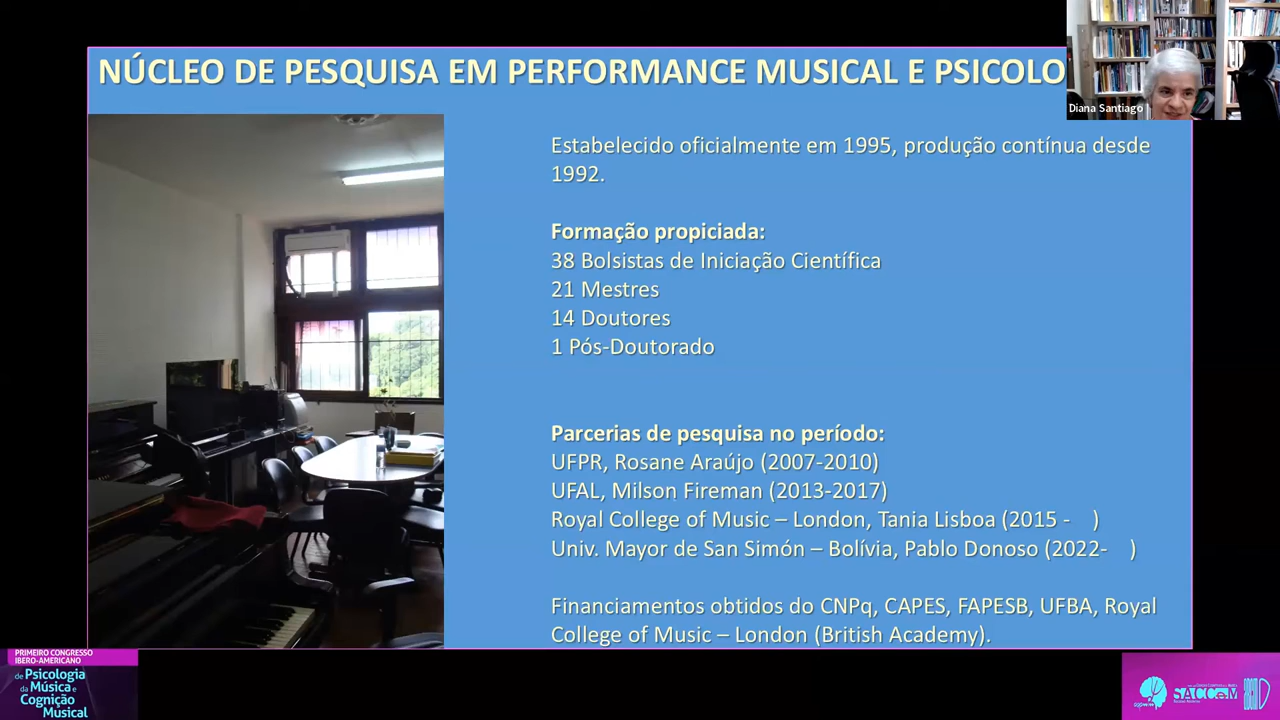 NÚCLEO DE PESQUISA EM PERFORMANCE MUSICAL E PSICOLO
Diana Santiago
Estabelecido oficialmente em 1995, produção contínua desde
1992.
Formação propiciada:
38 Bolsistas de Iniciação Científica
21 Mestres
14 Doutores
1 Pós-Doutorado
Parcerias de pesquisa no período:
UFPR, Rosane Araújo (2007-2010)
UFAL, Milson Fireman (2013-2017)
Royal College of Music – London, Tania Lisboa (2015 - )
Univ. Mayor de San Simón – Bolívia, Pablo Donoso (2022- )
Financiamentos obtidos do CNPq, CAPES, FAPESB, UFBA, Royal
College of Music – London (British Academy).
PRIMEIRO CONGRESSO
IBERO-AMERICANO
de Psicologia
da Música e
Cognição
Musical
SACCoM